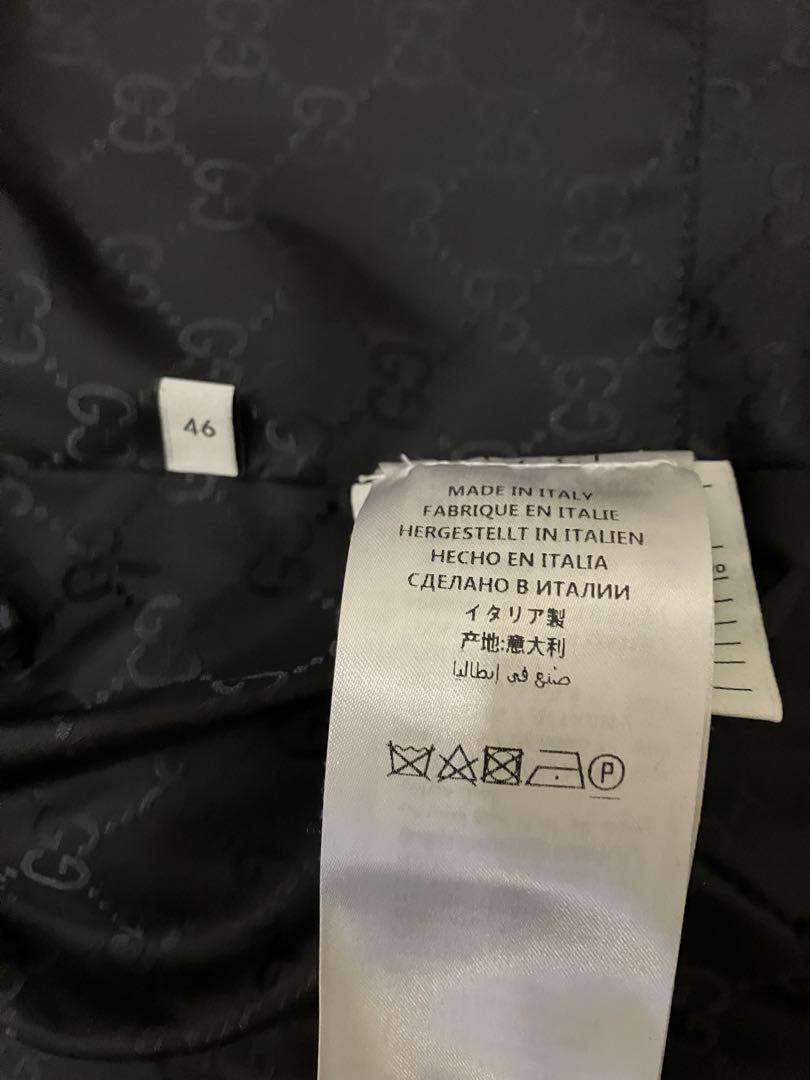 46
MADE IN ITALY
FABRIQUE EN ITALIE
HERGESTELLT IN ITALIEN
HECHO EN ITALIA
СДЕЛАНО В ИТАЛИИ
イタリア製
产地:意大利
صنع في إيطاليا
P